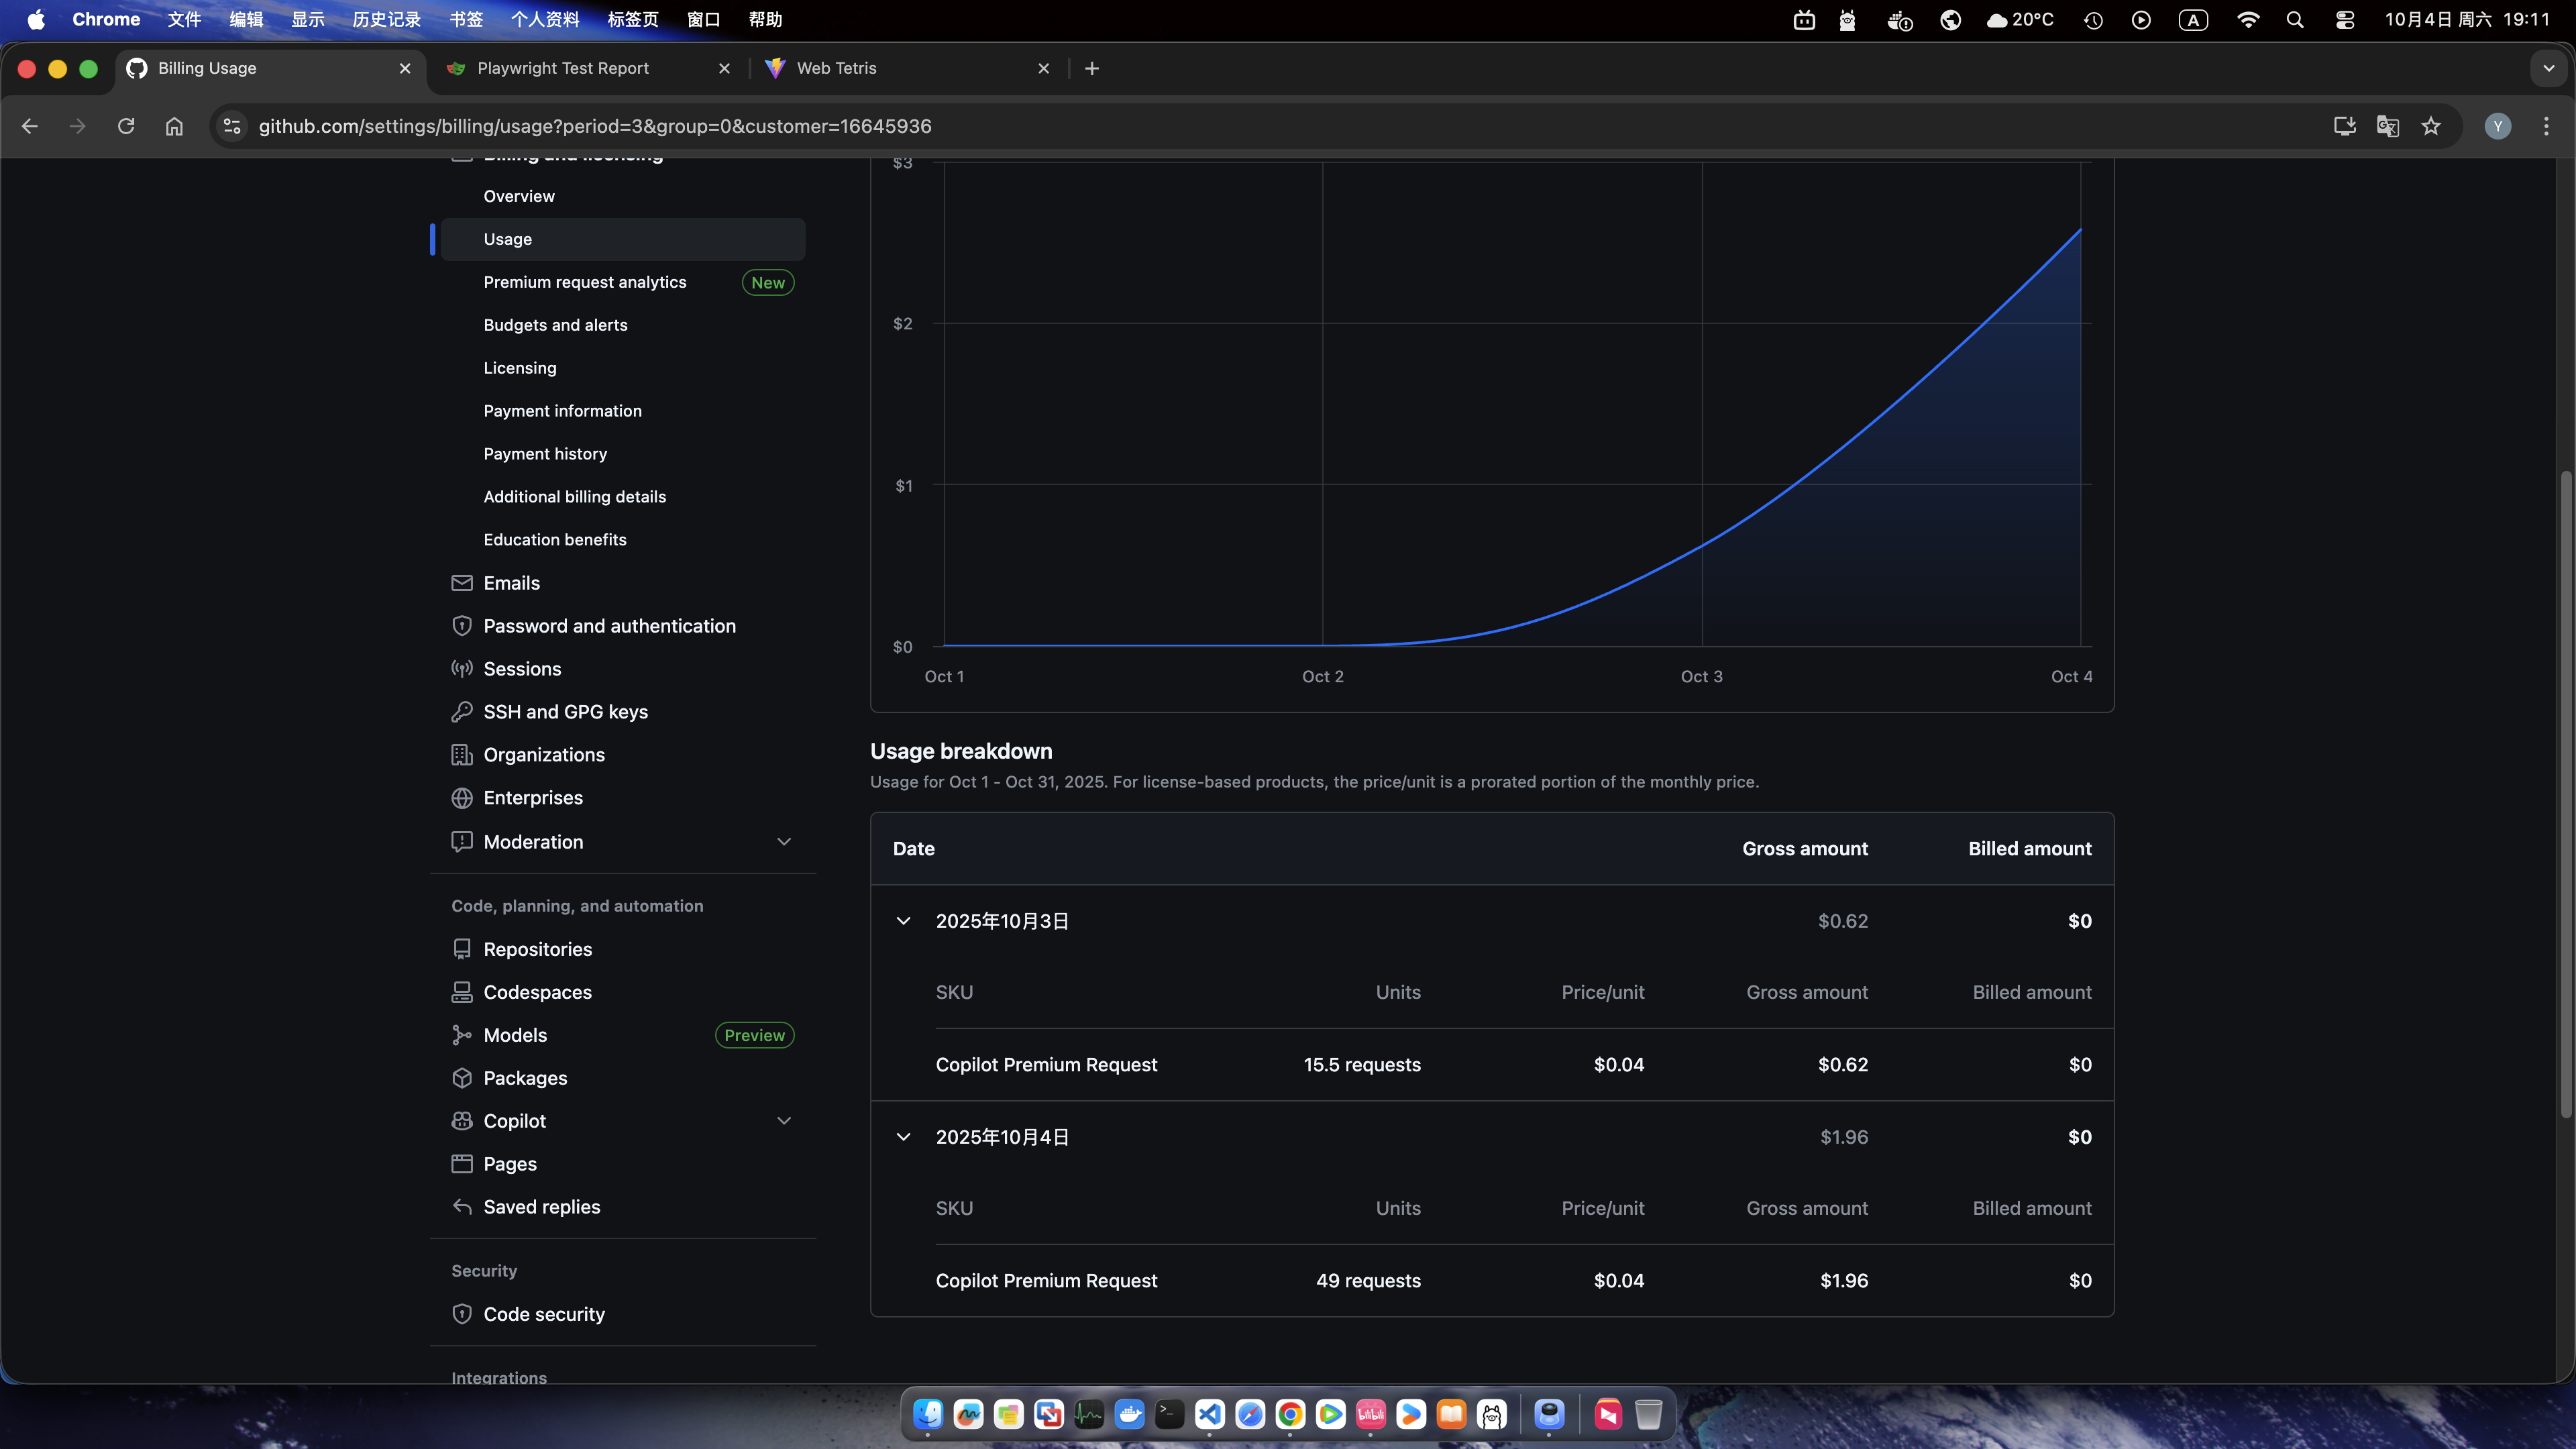 Chrome 文件 编辑 显示 历史记录 书签 个人资料 标签页 窗口 帮助 20°C A 10月4日 周六 19:11
Billing Usage Playwright Test Report Web Tetris
github.com/settings/billing/usage?period=3&group=0&customer=16645936 Y
Billing and licensing
Overview
Usage
Premium request analytics New
Budgets and alerts
Licensing
Payment information
Payment history
Additional billing details
Education benefits
Emails
Password and authentication
Sessions
SSH and GPG keys
Organizations
Enterprises
Moderation
Code, planning, and automation
Repositories
Codespaces
Models Preview
Packages
Copilot
Pages
Saved replies
Security
Code security
Integrations
$3
$2
$1
$0
Oct 1 Oct 2 Oct 3 Oct 4
Usage breakdown
Usage for Oct 1 - Oct 31, 2025. For license-based products, the price/unit is a prorated portion of the monthly price.
Date Gross amount Billed amount
2025年10月3日 $0.62 $0
SKU Units Price/unit Gross amount Billed amount
Copilot Premium Request 15.5 requests $0.04 $0.62 $0
2025年10月4日 $1.96 $0
SKU Units Price/unit Gross amount Billed amount
Copilot Premium Request 49 requests $0.04 $1.96 $0
bilibili